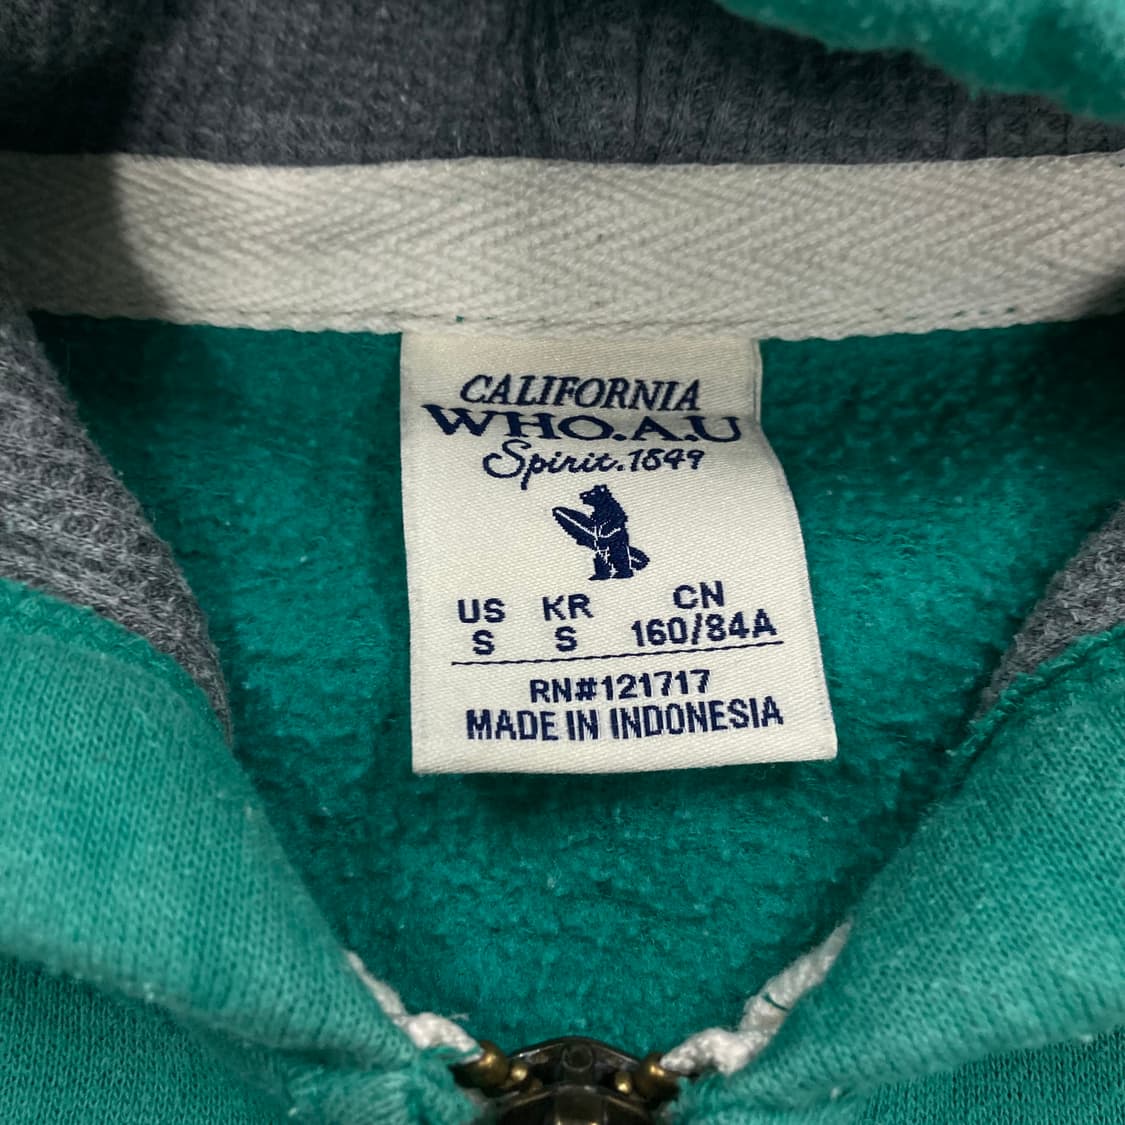 CALIFORNIA
WHO.A.U
Spirit.1849
US KR CN
S S 160/84A
RN#121717
MADE IN INDONESIA